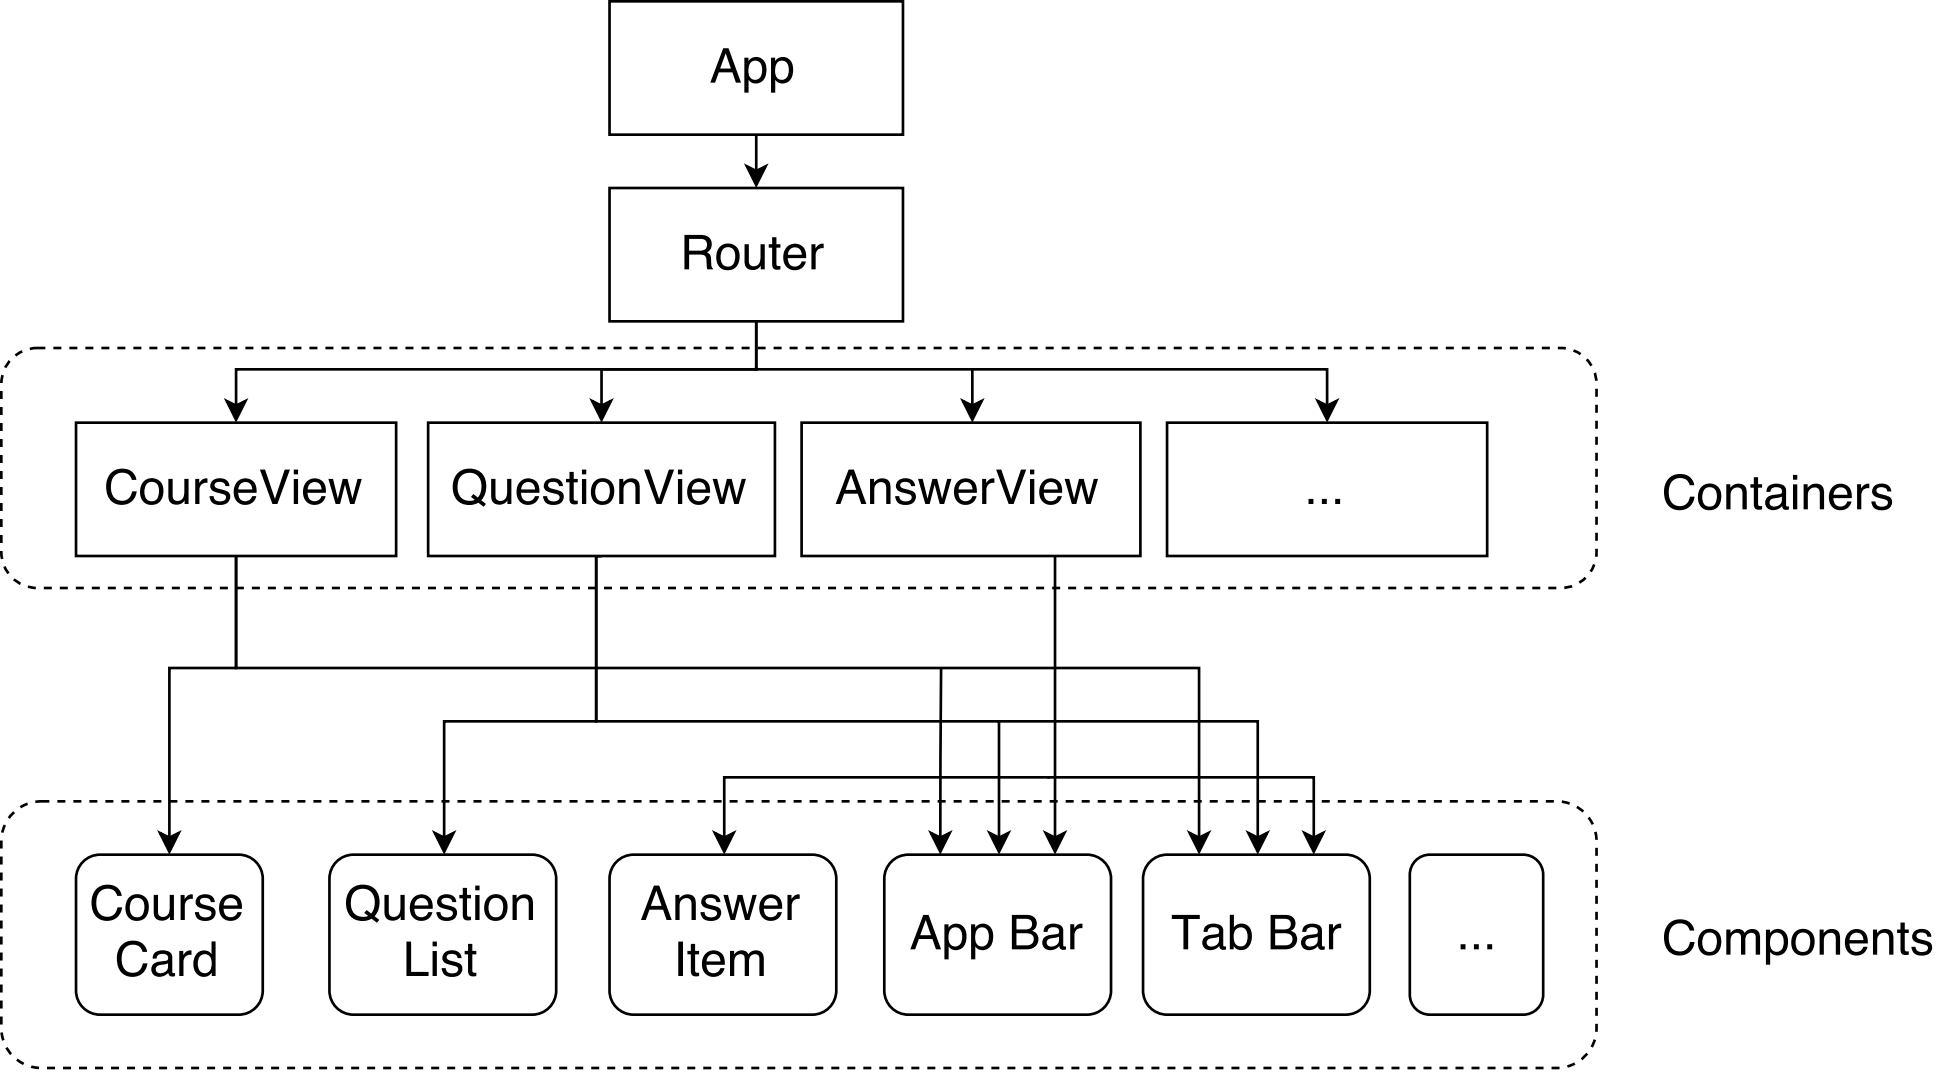 App
Router
CourseView
QuestionView
AnswerView
...
Containers
Course
Card
Question
List
Answer
Item
App Bar
Tab Bar
...
Components